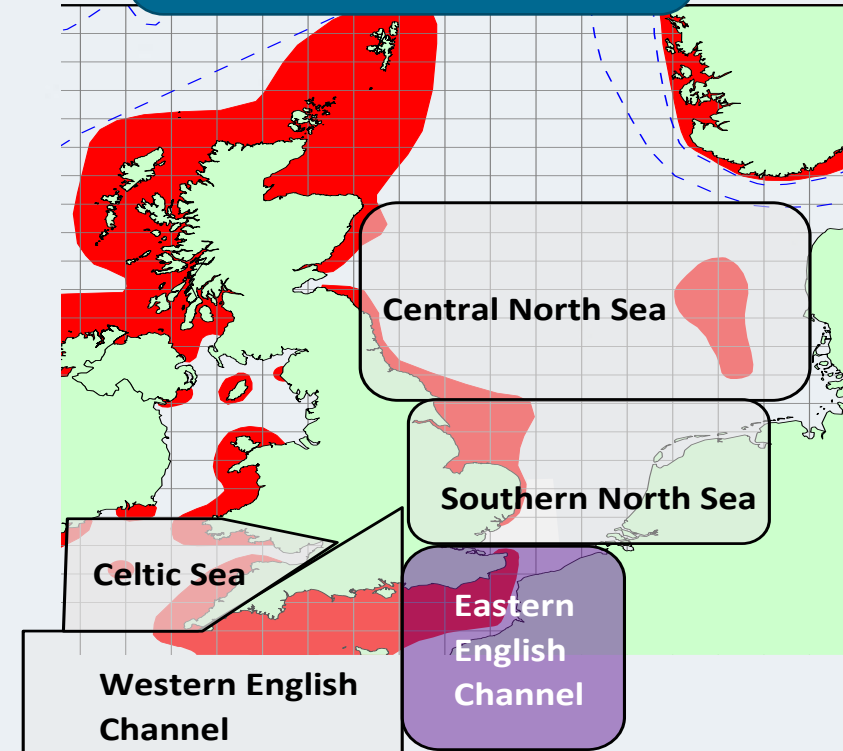 Central North Sea
Southern North Sea
Celtic Sea
Eastern
English
Channel
Western English
Channel